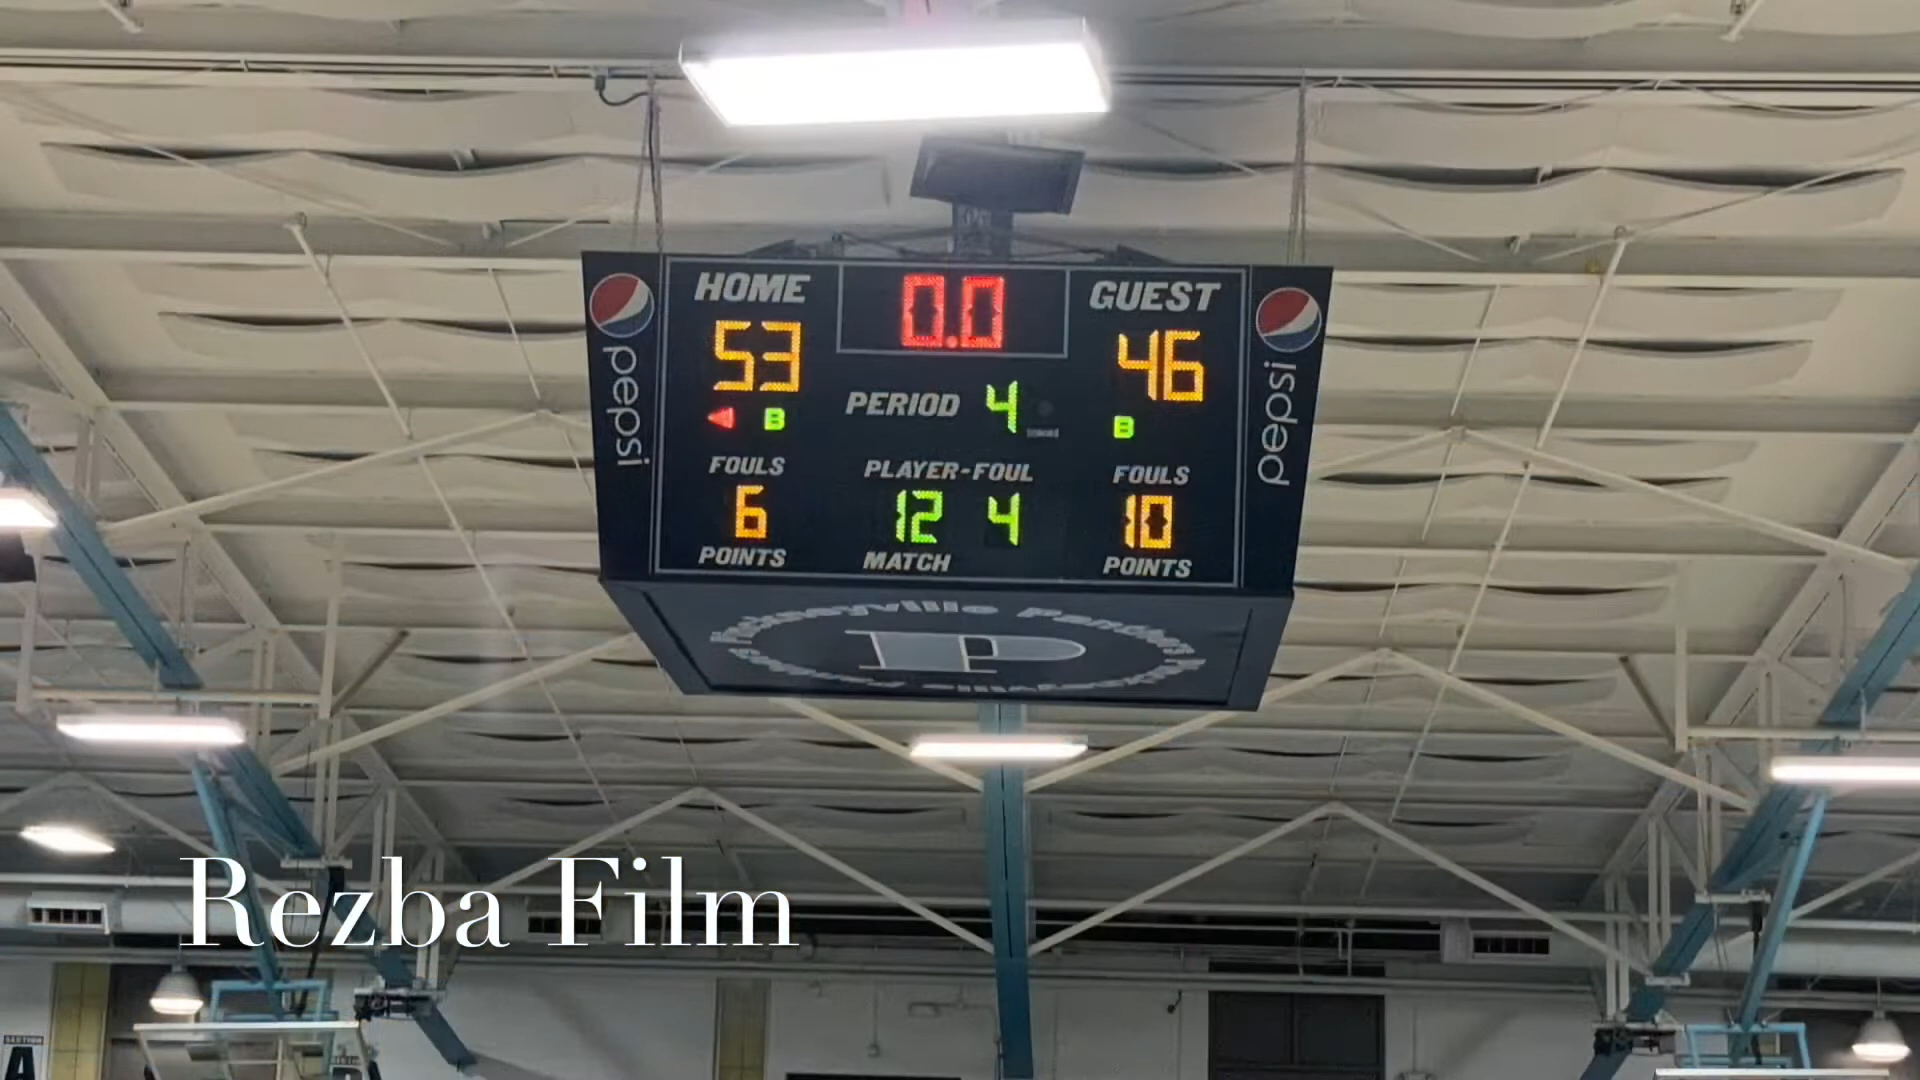 HOME
0.0
GUEST
53
46
B
PERIOD 4
B
FOULS
PLAYER-FOUL
FOULS
6
12 4
10
POINTS
MATCH
POINTS
pepsi
pepsi
P
Rezba Film
A